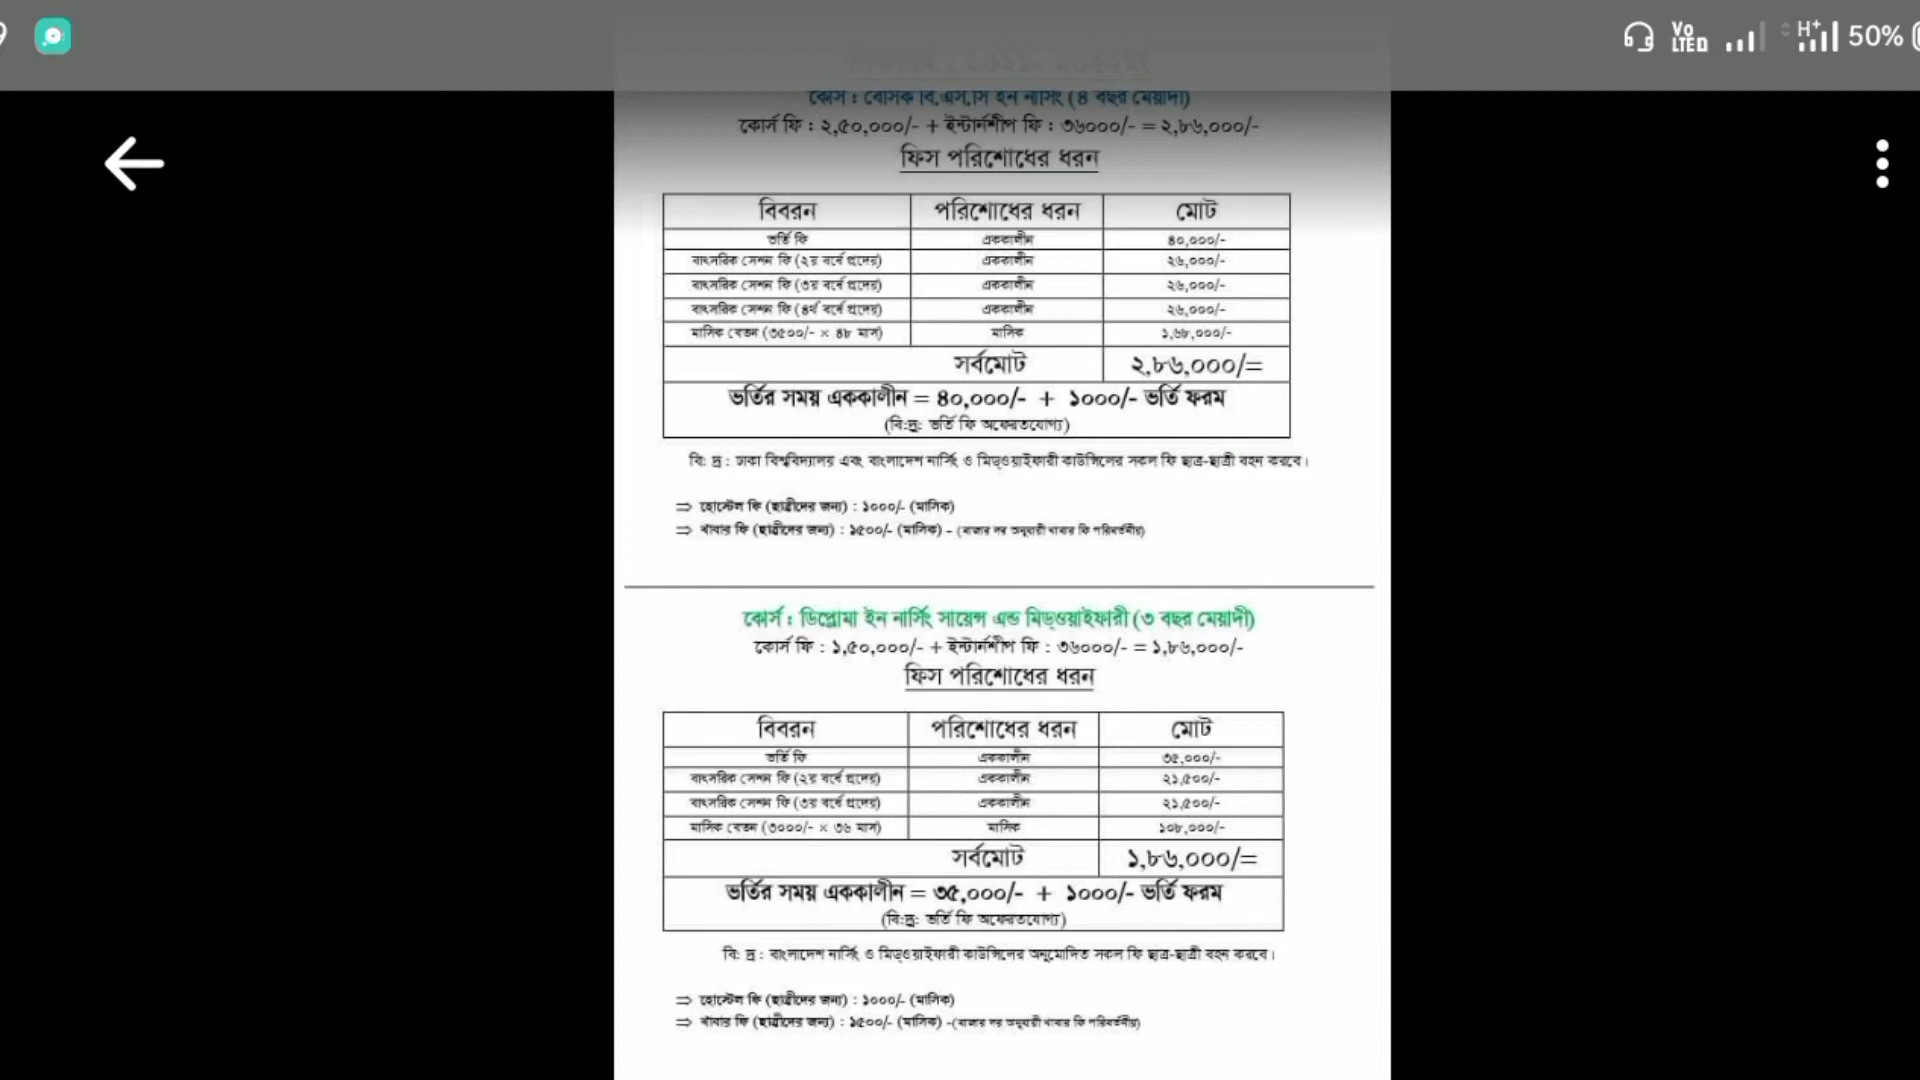 50%
কোর্স : বেসিক বি.এস.সি ইন নার্সিং (৪ বছর মেয়াদী)
কোর্স ফি : ২,৫০,০০০/- + ইন্টার্নশীপ ফি : ৩৬০০০/- = ২,৮৬,০০০/-
ফিস পরিশোধের ধরন
বিবরন পরিশোধের ধরন মোট
ভর্তি ফি এককালীন ৪০,০০০/-
বাৎসরিক সেশন ফি (২য় বর্ষে প্রদেয়) এককালীন ২৬,০০০/-
বাৎসরিক সেশন ফি (৩য় বর্ষে প্রদেয়) এককালীন ২৬,০০০/-
বাৎসরিক সেশন ফি (৪র্থ বর্ষে প্রদেয়) এককালীন ২৬,০০০/-
মাসিক বেতন (৩৫০০/- × ৪৮ মাস) মাসিক ১,৬৮,০০০/-
সর্বমোট ২,৮৬,০০০/=
ভর্তির সময় এককালীন = ৪০,০০০/- + ১০০০/- ভর্তি ফরম
(বি:দ্র: ভর্তি ফি অফেরতযোগ্য)
বি: দ্র : ঢাকা বিশ্ববিদ্যালয় এবং বাংলাদেশ নার্সিং ও মিড্ওয়াইফারী কাউন্সিলের সকল ফি ছাত্র-ছাত্রী বহন করবে।
⇒ হোস্টেল ফি (ছাত্রীদের জন্য) : ১০০০/- (মাসিক)
⇒ খাবার ফি (ছাত্রীদের জন্য) : ১৫০০/- (মাসিক) - (বাজার দর অনুযায়ী খাবার ফি পরিবর্তনীয়)
কোর্স : ডিপ্লোমা ইন নার্সিং সায়েন্স এন্ড মিড্ওয়াইফারী (৩ বছর মেয়াদী)
কোর্স ফি : ১,৫০,০০০/- + ইন্টার্নশীপ ফি : ৩৬০০০/- = ১,৮৬,০০০/-
ফিস পরিশোধের ধরন
বিবরন পরিশোধের ধরন মোট
ভর্তি ফি এককালীন ৩৫,০০০/-
বাৎসরিক সেশন ফি (২য় বর্ষে প্রদেয়) এককালীন ২১,৫০০/-
বাৎসরিক সেশন ফি (৩য় বর্ষে প্রদেয়) এককালীন ২১,৫০০/-
মাসিক বেতন (৩০০০/- × ৩৬ মাস) মাসিক ১০৮,০০০/-
সর্বমোট ১,৮৬,০০০/=
ভর্তির সময় এককালীন = ৩৫,০০০/- + ১০০০/- ভর্তি ফরম
(বি:দ্র: ভর্তি ফি অফেরতযোগ্য)
বি: দ্র : বাংলাদেশ নার্সিং ও মিড্ওয়াইফারী কাউন্সিলের অনুমোদিত সকল ফি ছাত্র-ছাত্রী বহন করবে।
⇒ হোস্টেল ফি (ছাত্রীদের জন্য) : ১০০০/- (মাসিক)
⇒ খাবার ফি (ছাত্রীদের জন্য) : ১৫০০/- (মাসিক) -(বাজার দর অনুযায়ী খাবার ফি পরিবর্তনীয়)